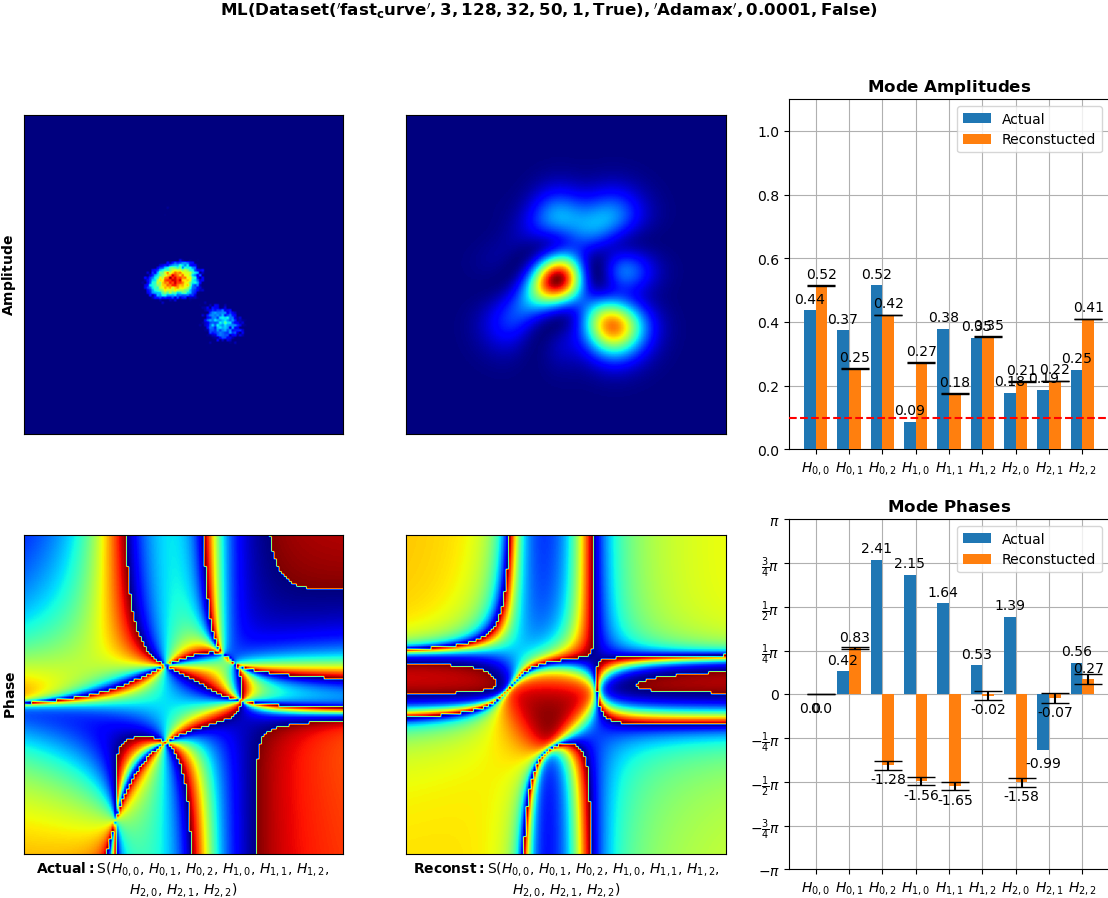 ML(Dataset('fast_curve', 3, 128, 32, 50, 1, True), 'Adamax', 0.0001, False)
Mode Amplitudes
Amplitude
1.0
0.8
0.6
0.4
0.2
0.0
Actual
Reconstucted
0.44
0.52
0.37
0.25
0.52
0.42
0.09
0.27
0.38
0.18
0.35
0.35
0.18
0.21
0.19
0.22
0.25
0.41
H0,0 H0,1 H0,2 H1,0 H1,1 H1,2 H2,0 H2,1 H2,2
Mode Phases
Phase
π
3/4π
1/2π
1/4π
0
−1/4π
−1/2π
−3/4π
−π
Actual
Reconstucted
0.0
0.0
0.42
0.83
2.41
-1.28
2.15
-1.56
1.64
-1.65
0.53
-0.02
1.39
-1.58
-0.99
-0.07
0.56
0.27
H0,0 H0,1 H0,2 H1,0 H1,1 H1,2 H2,0 H2,1 H2,2
Actual: S(H0,0, H0,1, H0,2, H1,0, H1,1, H1,2,
H2,0, H2,1, H2,2)
Reconst: S(H0,0, H0,1, H0,2, H1,0, H1,1, H1,2,
H2,0, H2,1, H2,2)